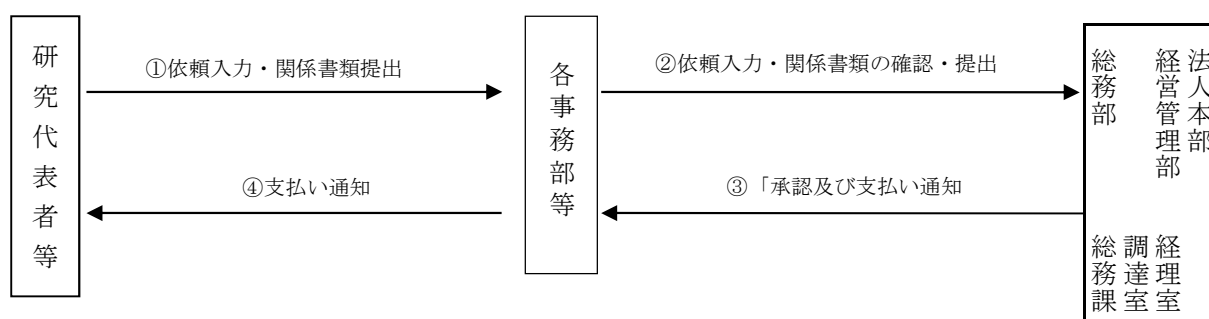 研究代表者等
①依頼入力・関係書類提出
④支払い通知
各事務部等
②依頼入力・関係書類の確認・提出
③「承認及び支払い通知
法人本部
経営管理部
総務部
経理室
調達室
総務課